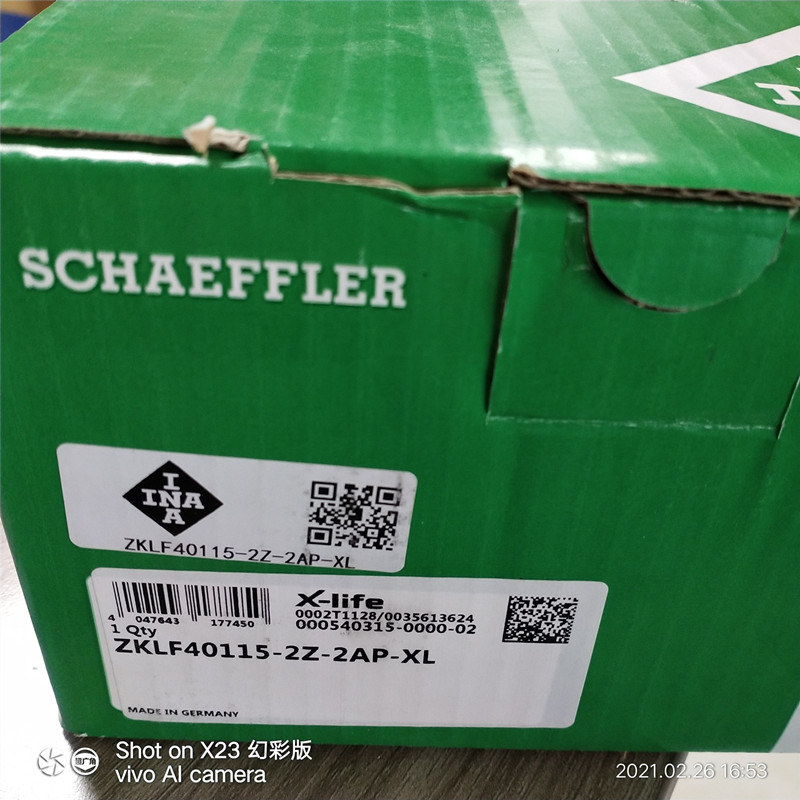 SCHAEFFLER
INA
INA
ZKLF40115-2Z-2AP-XL
X-life
0002T1128/0035613624
000540315-0000-02
4 047643 177450
1 Qty
ZKLF40115-2Z-2AP-XL
MADE IN GERMANY
Shot on X23 幻彩版
vivo AI camera
2021.02.26 16:53